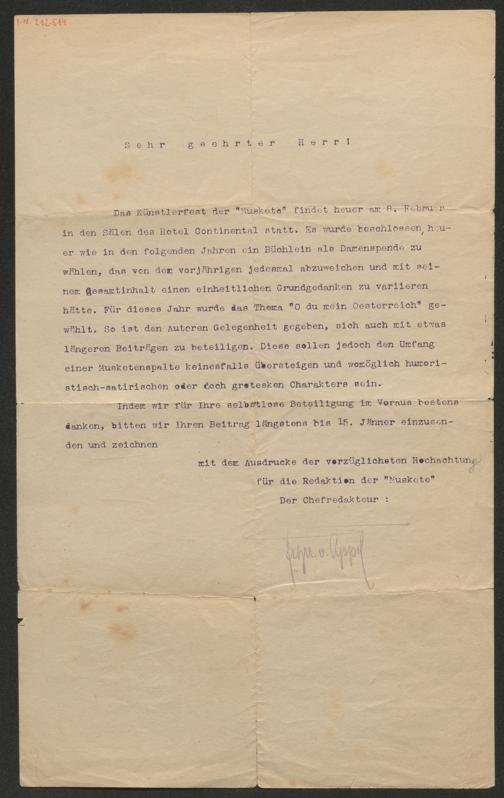 I.N. 212.514
Sehr geehrter Herr!
Das Künstlerfest der "Muskete" findet heuer am 8. Februar
in den Sälen des Hotel Continental statt. Es wurde beschlossen, heu-
er wie in den folgenden Jahren ein Büchlein als Damenspende zu
wählen, das von dem vorjährigen jedesmal abzuweichen und mit sei-
nem Gesamtinhalt einen einheitlichen Grundgedanken zu variieren
hätte. Für dieses Jahr wurde das Thema "O du mein Oesterreich" ge-
wählt. So ist den Autoren Gelegenheit gegeben, sich auch mit etwas
längeren Beiträgen zu beteiligen. Diese sollen jedoch den Umfang
einer Musketenspalte keinesfalls übersteigen und womöglich humori-
stisch-satirischen oder doch grotesken Charakters sein.
Indem wir für Ihre selbstlose Beteiligung im Voraus bestens
danken, bitten wir Ihren Beitrag längstens bis 15. Jänner einzusen-
den und zeichnen
mit dem Ausdrucke der vorzüglichsten Hochachtung
für die Redaktion der "Muskete"
Der Chefredakteur :
v. Appel